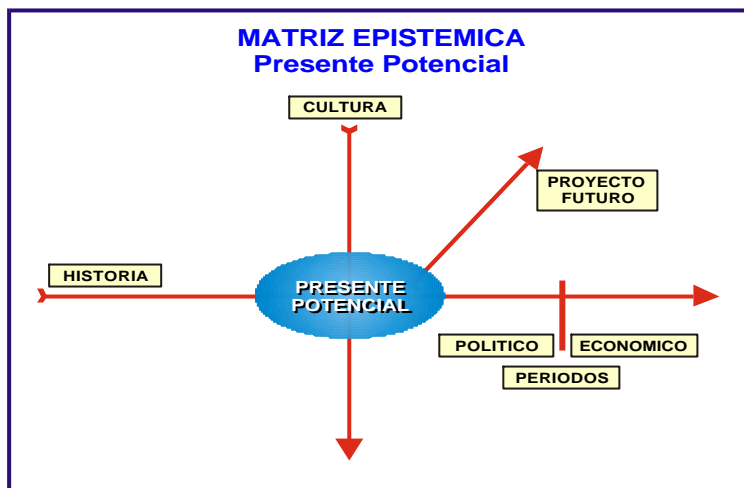 MATRIZ EPISTEMICA
Presente Potencial
CULTURA
PROYECTO
FUTURO
HISTORIA
PRESENTE
POTENCIAL
POLITICO
ECONOMICO
PERIODOS